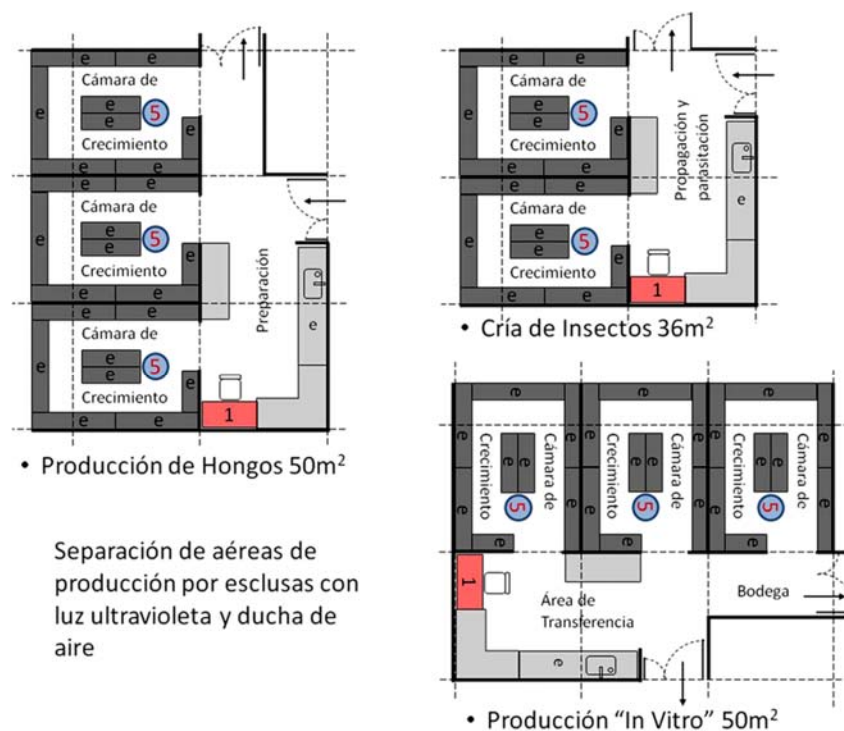 e e
Cámara de
e
e
e
5
e
Crecimiento
e e
e e
Cámara de
e
e
e
5
e
Crecimiento
e e
e e
Cámara de
e
e
e
5
e
Crecimiento
e e
Preparación
e
1
• Producción de Hongos 50m²
e e
Cámara de
e
e
e
5
e
Crecimiento
e e
e e
Cámara de
e
e
e
5
e
Crecimiento
e e
Propagación y
parasitación
e
1
• Cría de Insectos 36m²
Separación de aéreas de
producción por esclusas con
luz ultravioleta y ducha de
aire
e
e e
Cámara de
e e
5
Crecimiento
e e
e
e
e e
Cámara de
e e
5
Crecimiento
e e
e
e
e e
Cámara de
e e
5
Crecimiento
e e
e
1
Área de
Transferencia
Bodega
e
• Producción “In Vitro” 50m²